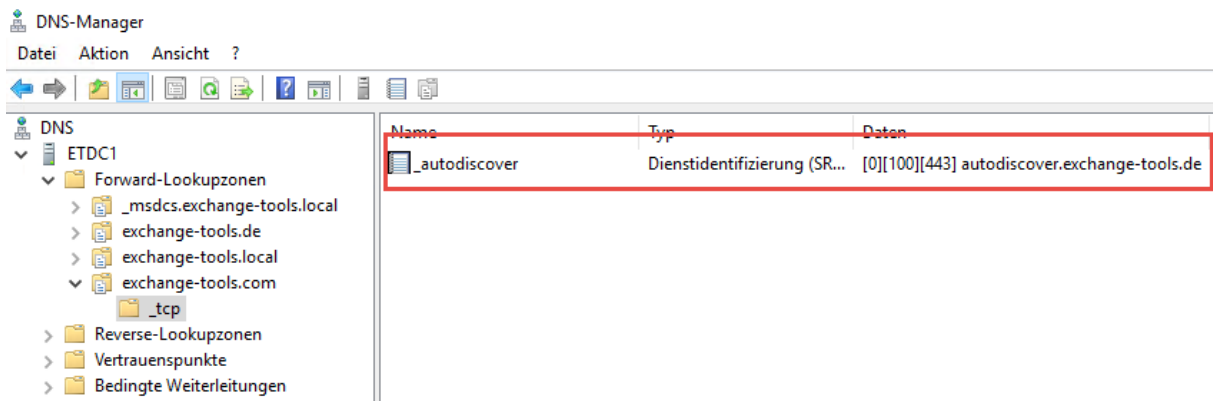 DNS-Manager
Datei Aktion Ansicht ?
DNS
ETDC1
Forward-Lookupzonen
_msdcs.exchange-tools.local
exchange-tools.de
exchange-tools.local
exchange-tools.com
_tcp
Reverse-Lookupzonen
Vertrauenspunkte
Bedingte Weiterleitungen
Name Typ Daten
_autodiscover Dienstidentifizierung (SR... [0][100][443] autodiscover.exchange-tools.de